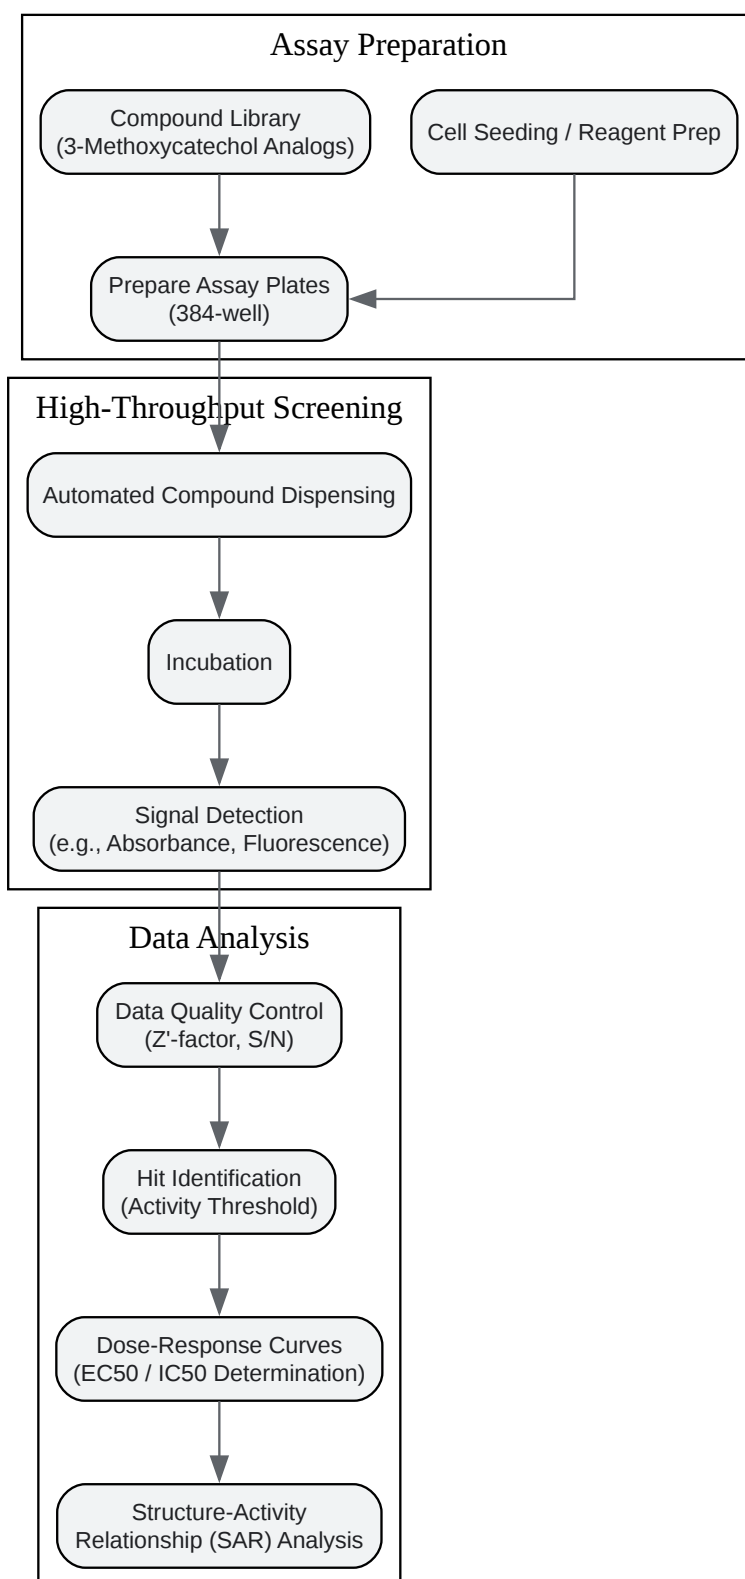 Assay Preparation
Compound Library
(3-Methoxycatechol Analogs)
Cell Seeding / Reagent Prep
Prepare Assay Plates
(384-well)
High-Throughput Screening
Automated Compound Dispensing
Incubation
Signal Detection
(e.g., Absorbance, Fluorescence)
Data Analysis
Data Quality Control
(Z'-factor, S/N)
Hit Identification
(Activity Threshold)
Dose-Response Curves
(EC50 / IC50 Determination)
Structure-Activity
Relationship (SAR) Analysis